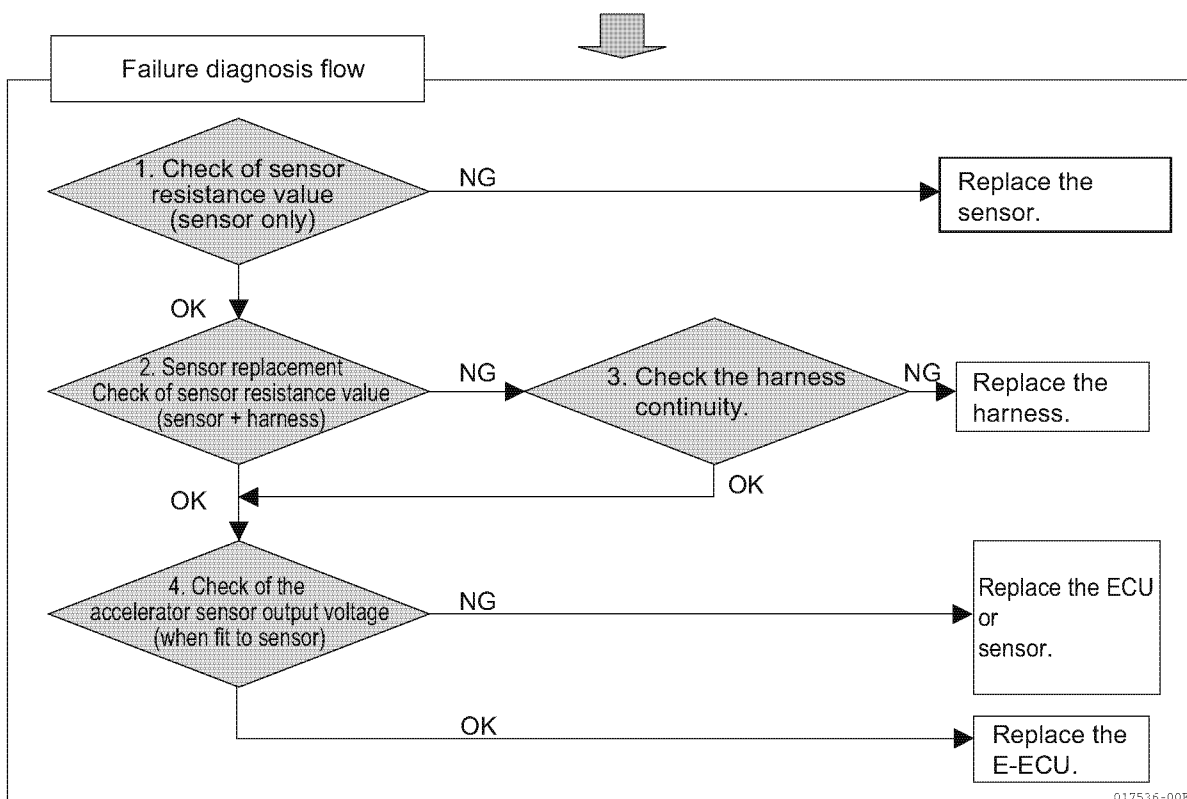 Failure diagnosis flow
1. Check of sensor
resistance value
(sensor only)
NG
Replace the
sensor.
OK
2. Sensor replacement
Check of sensor resistance value
(sensor + harness)
NG
3. Check the harness
continuity.
NG
Replace the
harness.
OK
OK
4. Check of the
accelerator sensor output voltage
(when fit to sensor)
NG
Replace the ECU
or
sensor.
OK
Replace the
E-ECU.